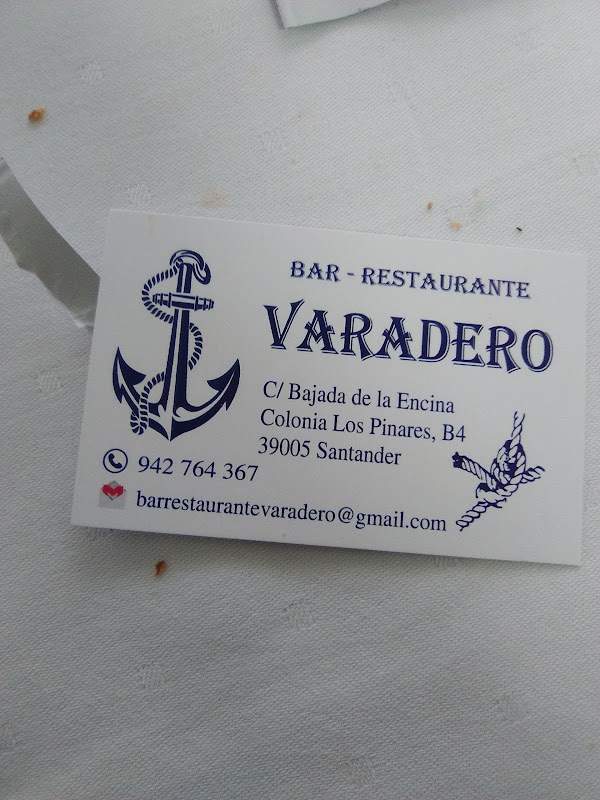 BAR - RESTAURANTE
VARADERO
C/ Bajada de la Encina
Colonia Los Pinares, B4
39005 Santander
942 764 367
barrestaurantevaradero@gmail.com